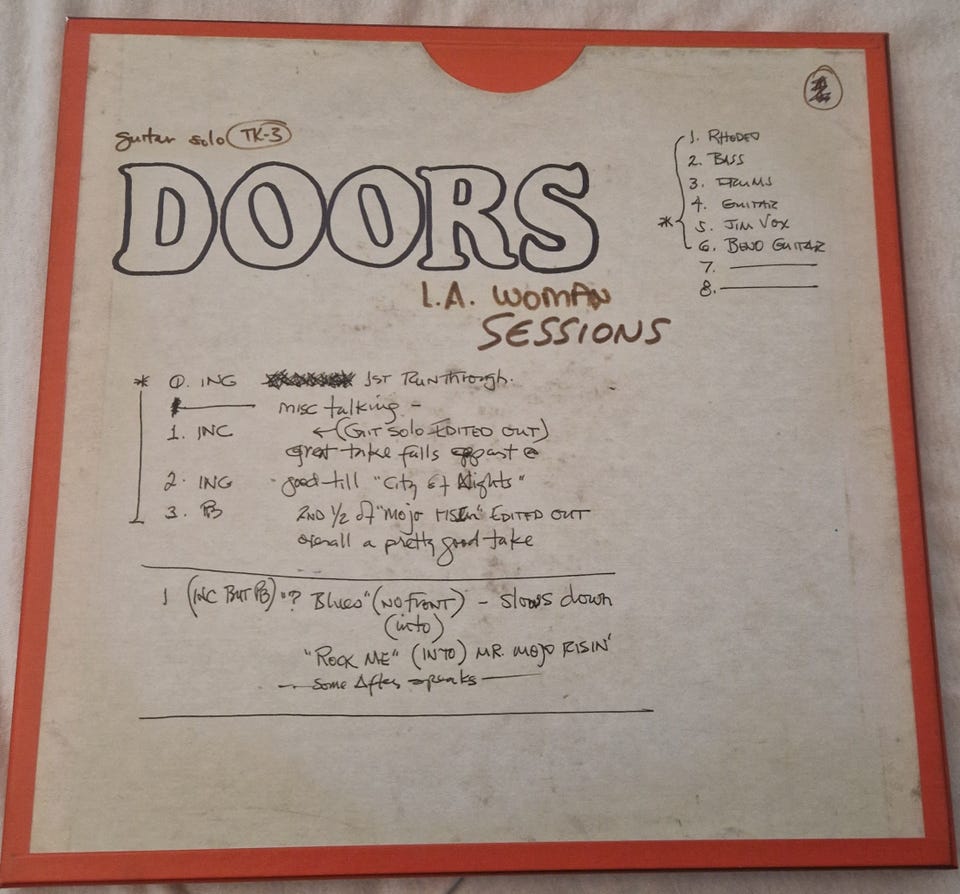 guitar solo TK-3
DOORS
L.A. WOMAN
SESSIONS
1. RHODES
2. BASS
3. DRUMS
4. GUITAR
* 5. JIM VOX
6. BEND GUITAR
7. ———
8. ———
* 0. INC 1ST RUNTHROUGH.
misc talking -
1. INC ← (GIT SOLO EDITED OUT)
great take falls appart @
2. INC good till "City of Nights"
3. PB 2ND 1/2 of "MOJO RISIN" EDITED OUT
overall a pretty good take
1 (INC BUT PB) "? Blues" (NO FRONT) - slows down
(into)
"ROCK ME" (INTO) MR. MOJO RISIN'
— some After speaks —